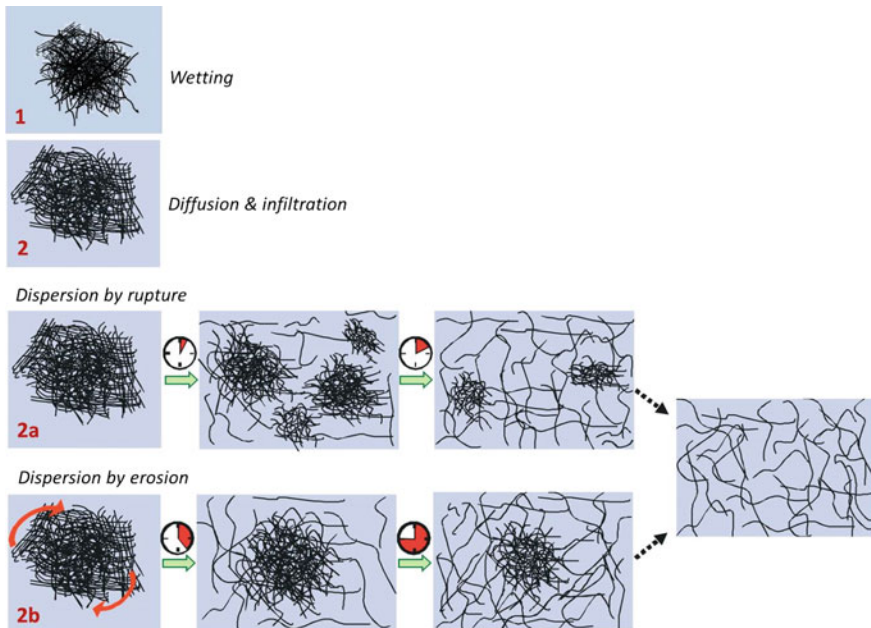 Wetting
1
Diffusion & infiltration
2
Dispersion by rupture
2a
Dispersion by erosion
2b